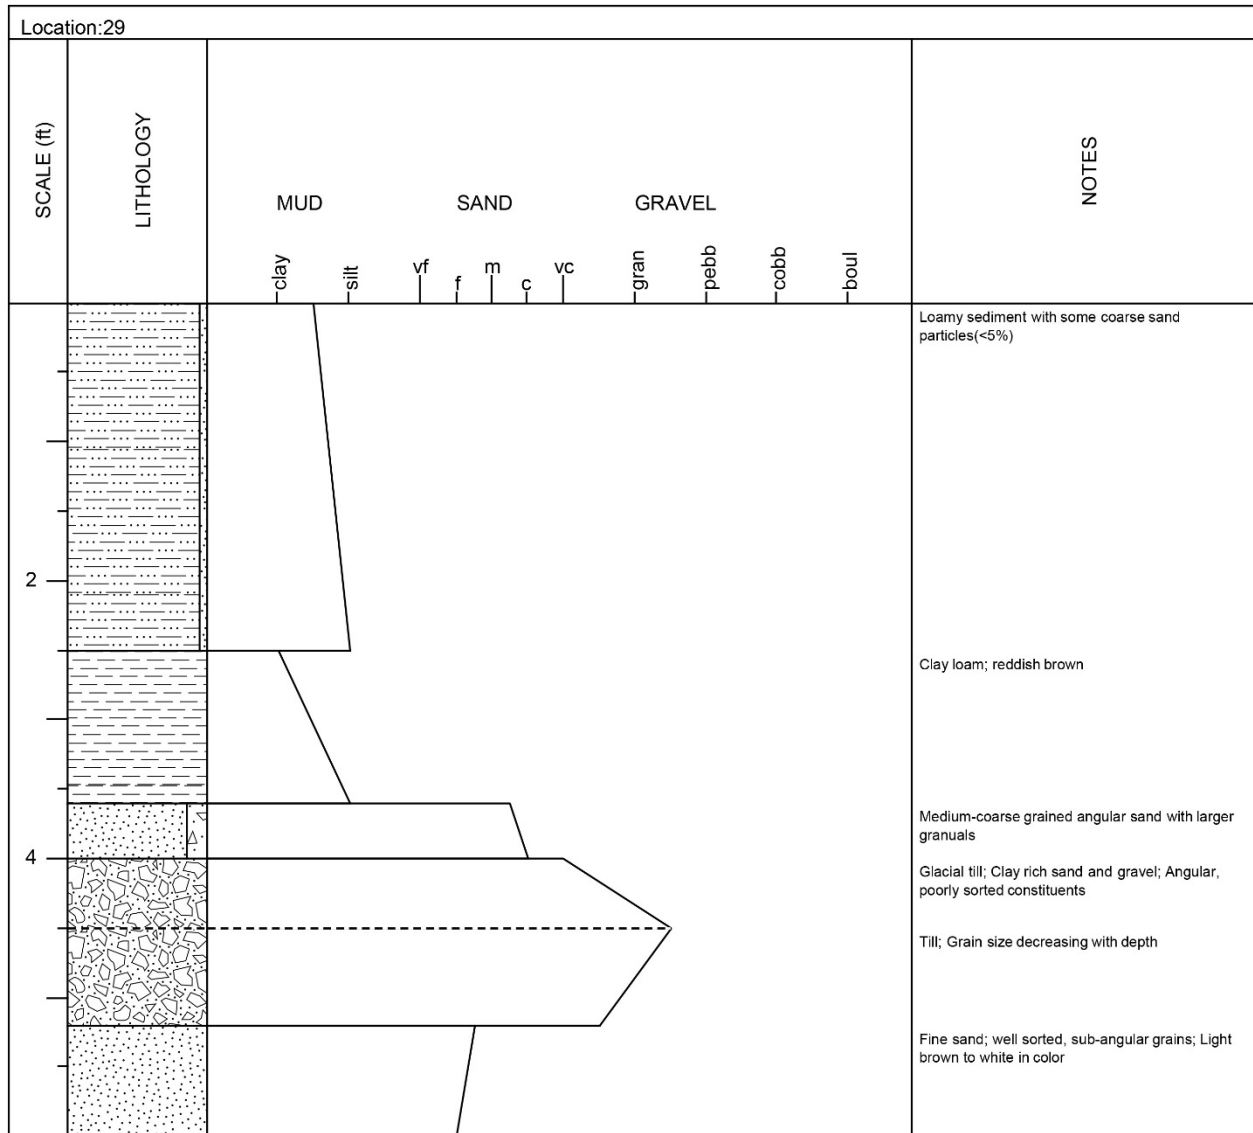 Location:29
SCALE (ft)
LITHOLOGY
MUD SAND GRAVEL
clay silt vf f m c vc gran pebb cobb boul
NOTES
Loamy sediment with some coarse sand
particles(<5%)
2
Clay loam; reddish brown
Medium-coarse grained angular sand with larger
granuals
4
Glacial till; Clay rich sand and gravel; Angular,
poorly sorted constituents
Till; Grain size decreasing with depth
Fine sand; well sorted, sub-angular grains; Light
brown to white in color